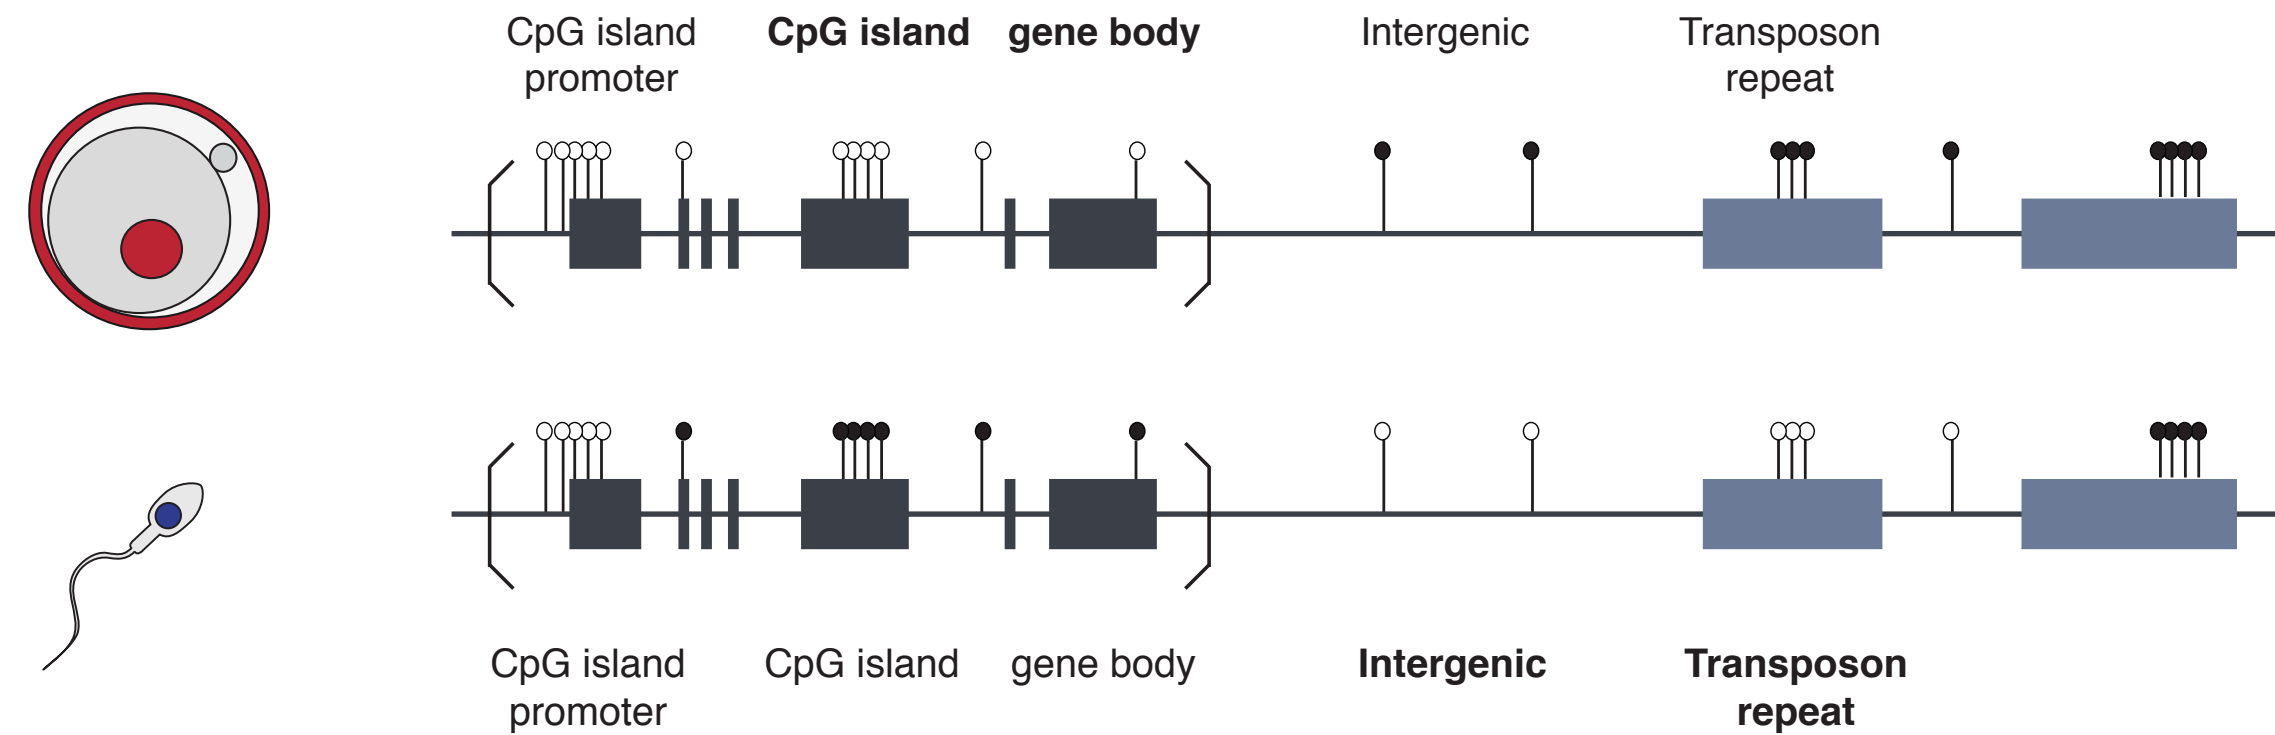 CpG island promoter
CpG island
gene body
Intergenic
Transposon repeat
CpG island promoter
CpG island
gene body
Intergenic
Transposon repeat